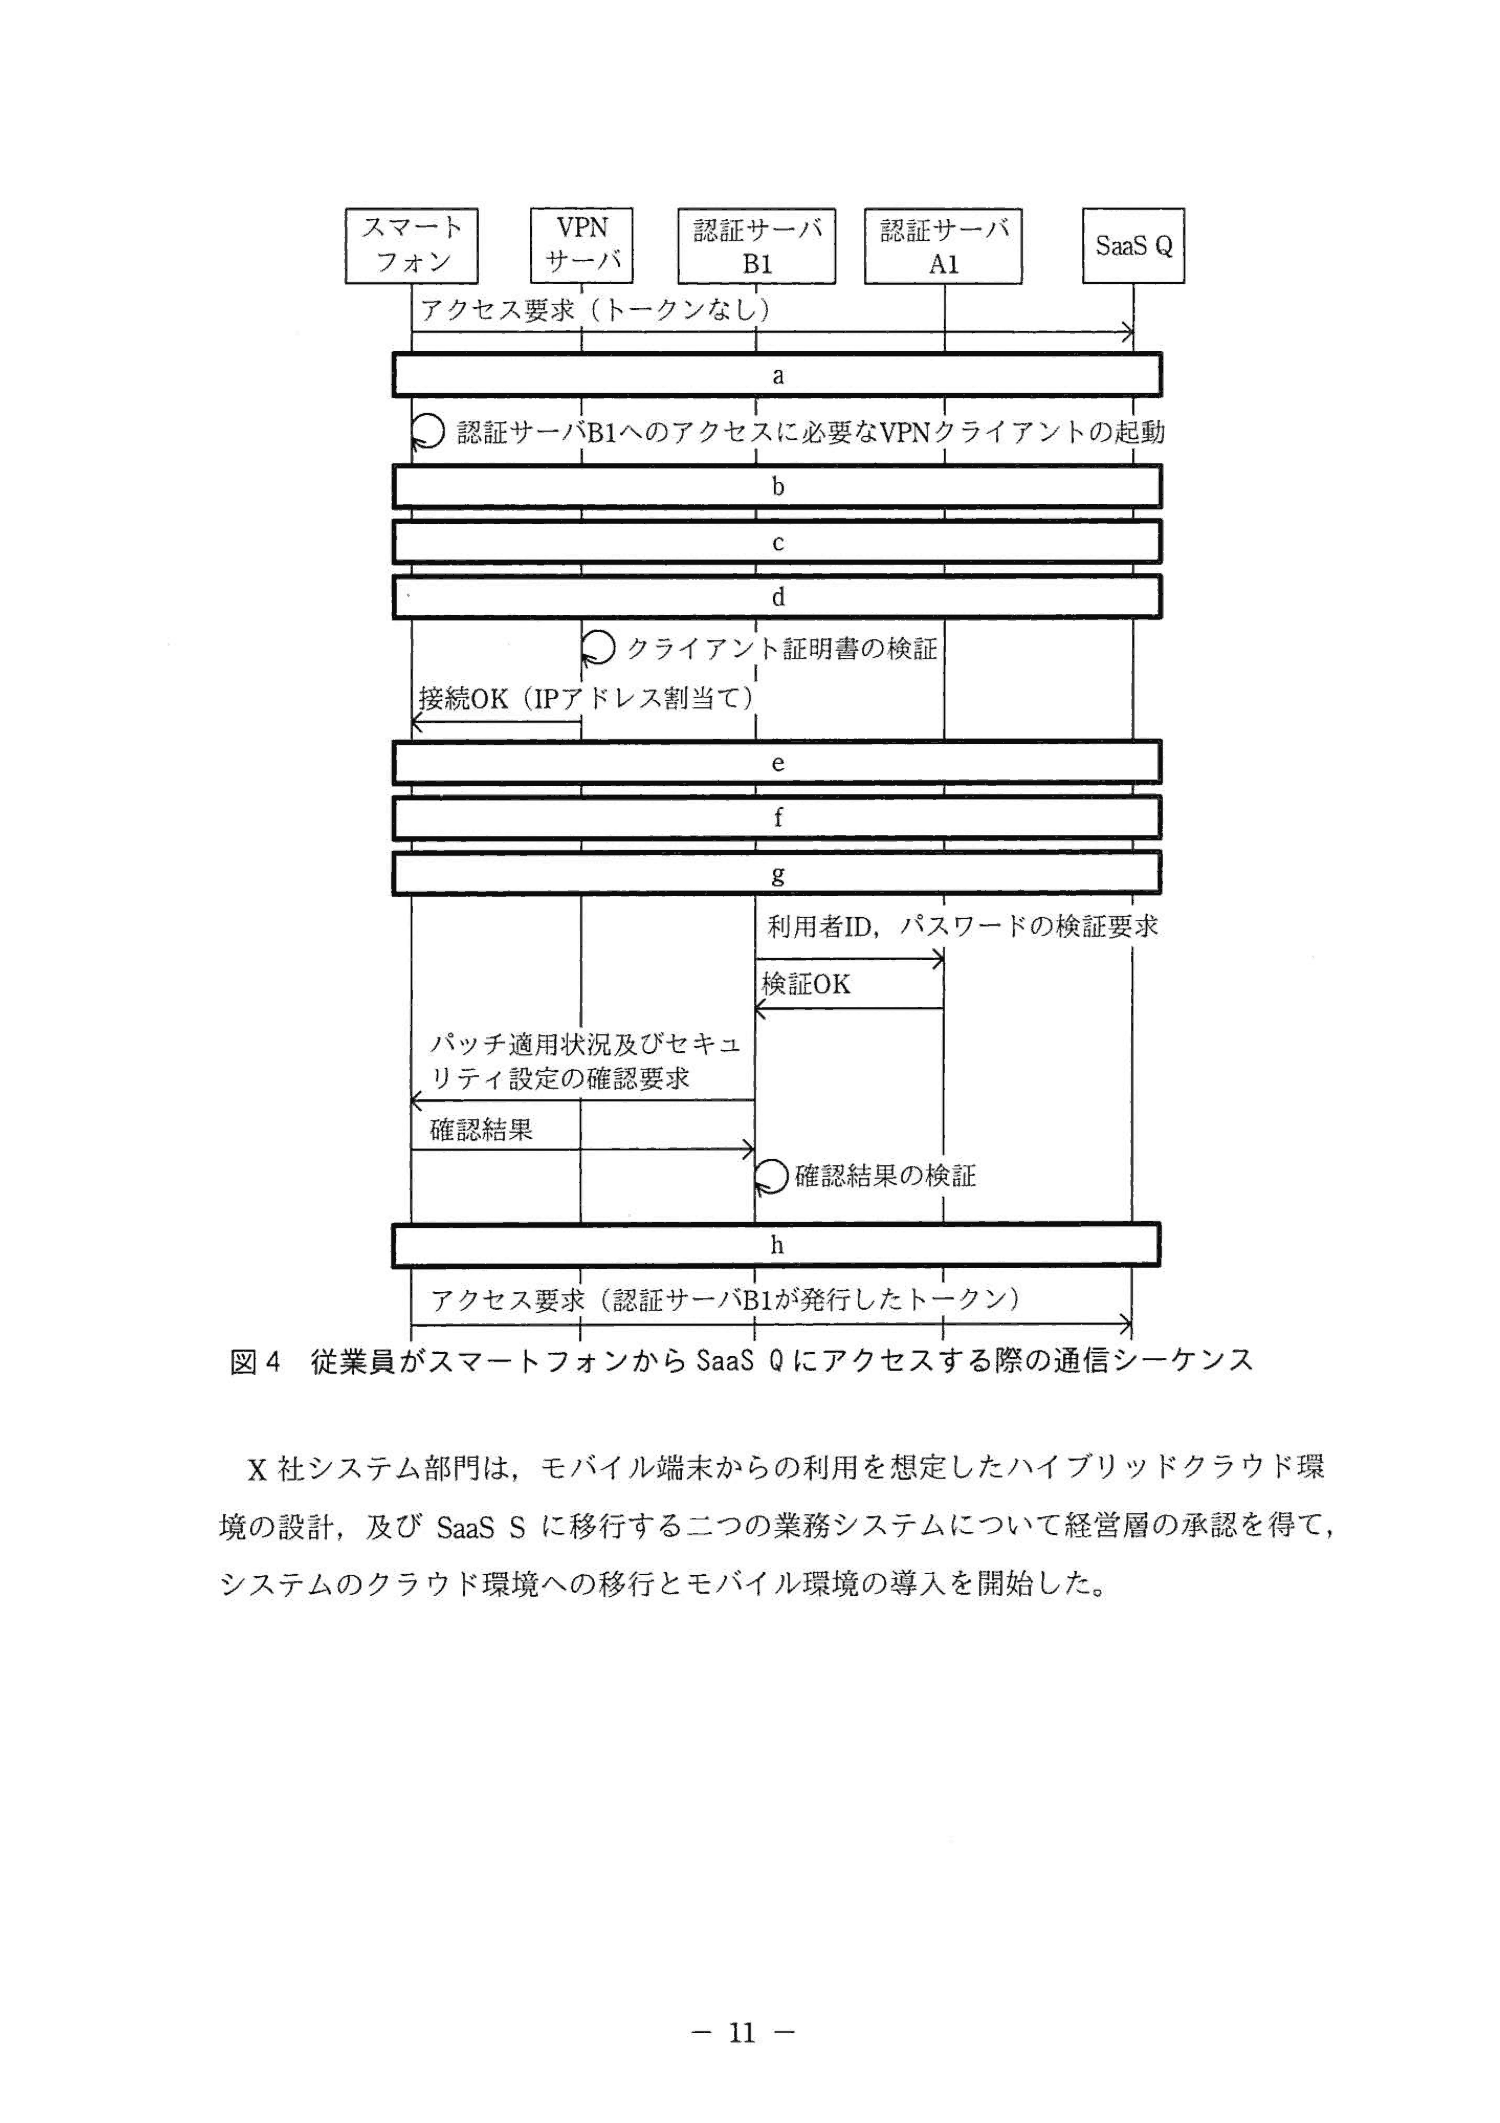 スマート
フォン
VPN
サーバ
認証サーバ
B1
認証サーバ
A1
SaaS Q
アクセス要求（トークンなし）
a
認証サーバB1へのアクセスに必要なVPNクライアントの起動
b
c
d
クライアント証明書の検証
接続OK（IPアドレス割当て）
e
f
g
利用者ID，パスワードの検証要求
検証OK
パッチ適用状況及びセキュ
リティ設定の確認要求
確認結果
確認結果の検証
h
アクセス要求（認証サーバB1が発行したトークン）
図４　従業員がスマートフォンから SaaS Q にアクセスする際の通信シーケンス
X 社システム部門は，モバイル端末からの利用を想定したハイブリッドクラウド環
境の設計，及び SaaS S に移行する二つの業務システムについて経営層の承認を得て，
システムのクラウド環境への移行とモバイル環境の導入を開始した。
－ 11 －